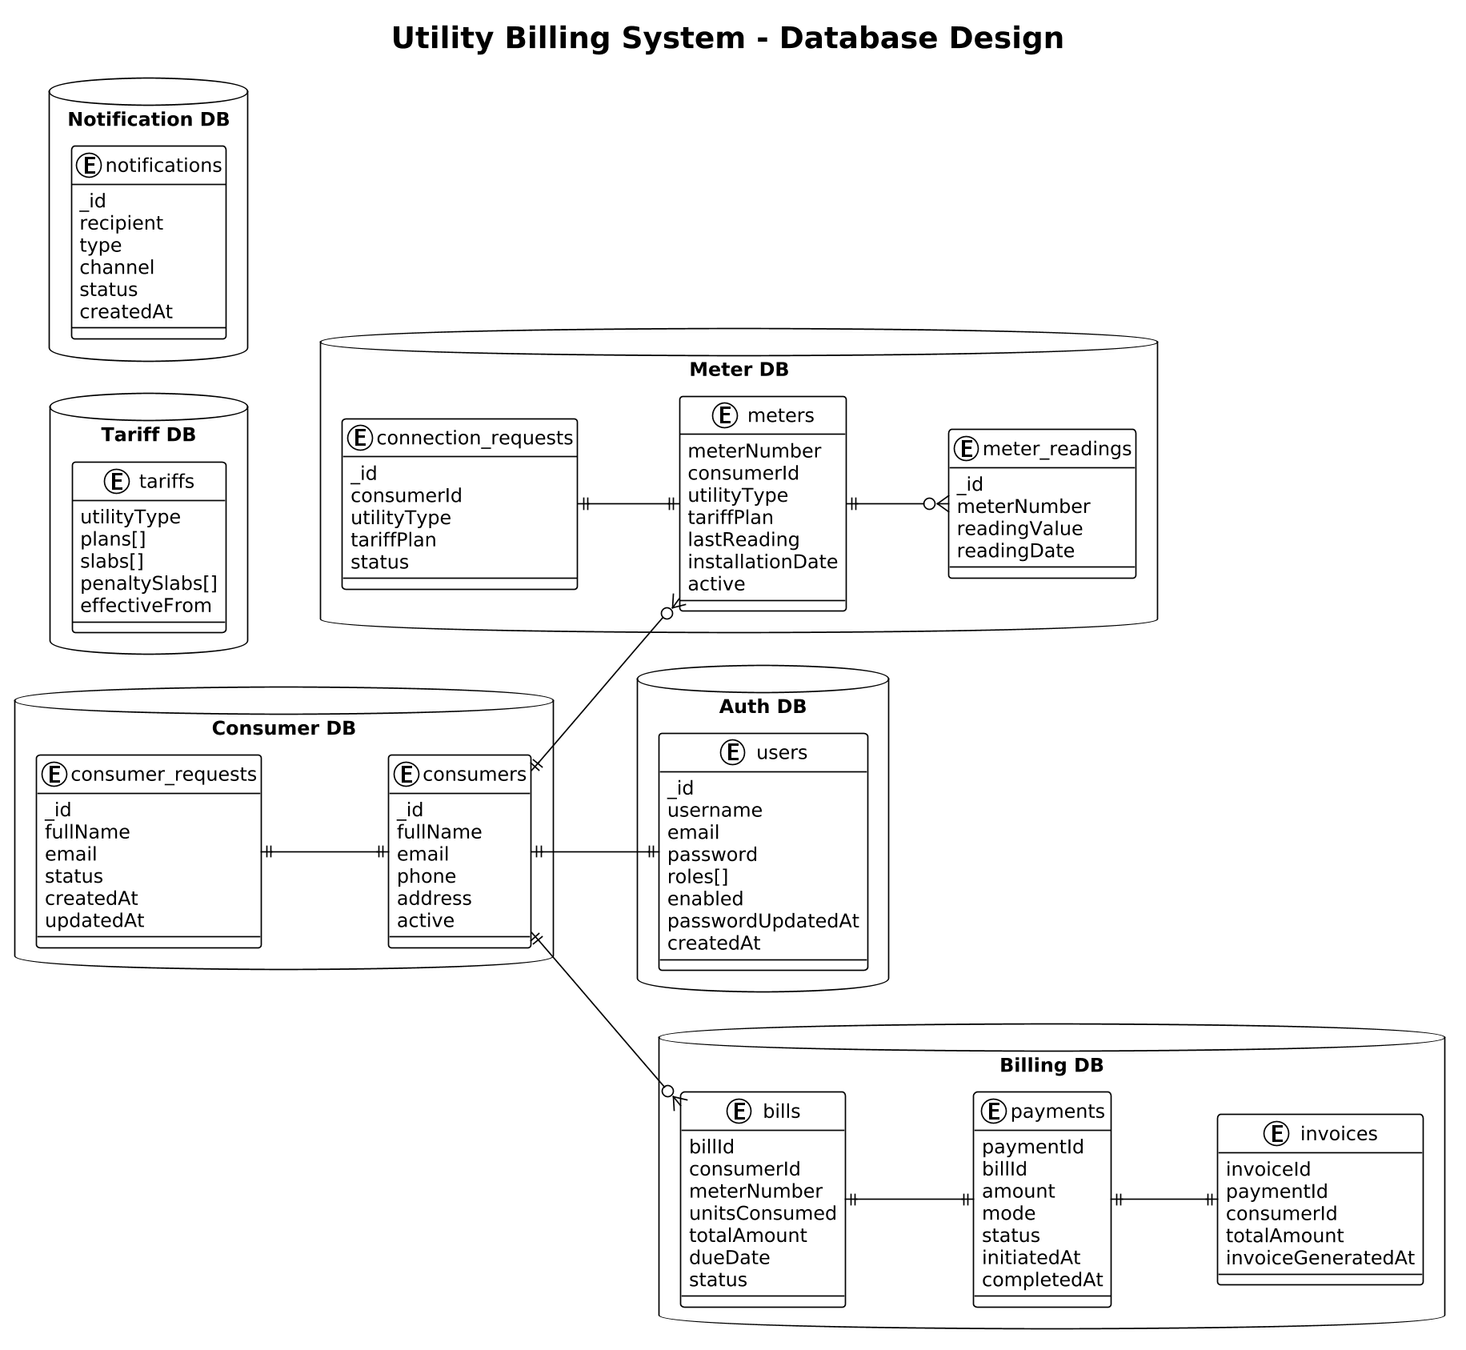 Utility Billing System - Database Design
Notification DB
E notifications
_id
recipient
type
channel
status
createdAt
Tariff DB
E tariffs
utilityType
plans[]
slabs[]
penaltySlabs[]
effectiveFrom
Meter DB
E connection_requests
_id
consumerId
utilityType
tariffPlan
status
E meters
meterNumber
consumerId
utilityType
tariffPlan
lastReading
installationDate
active
E meter_readings
_id
meterNumber
readingValue
readingDate
Consumer DB
E consumer_requests
_id
fullName
email
status
createdAt
updatedAt
E consumers
_id
fullName
email
phone
address
active
Auth DB
E users
_id
username
email
password
roles[]
enabled
passwordUpdatedAt
createdAt
Billing DB
E bills
billId
consumerId
meterNumber
unitsConsumed
totalAmount
dueDate
status
E payments
paymentId
billId
amount
mode
status
initiatedAt
completedAt
E invoices
invoiceId
paymentId
consumerId
totalAmount
invoiceGeneratedAt